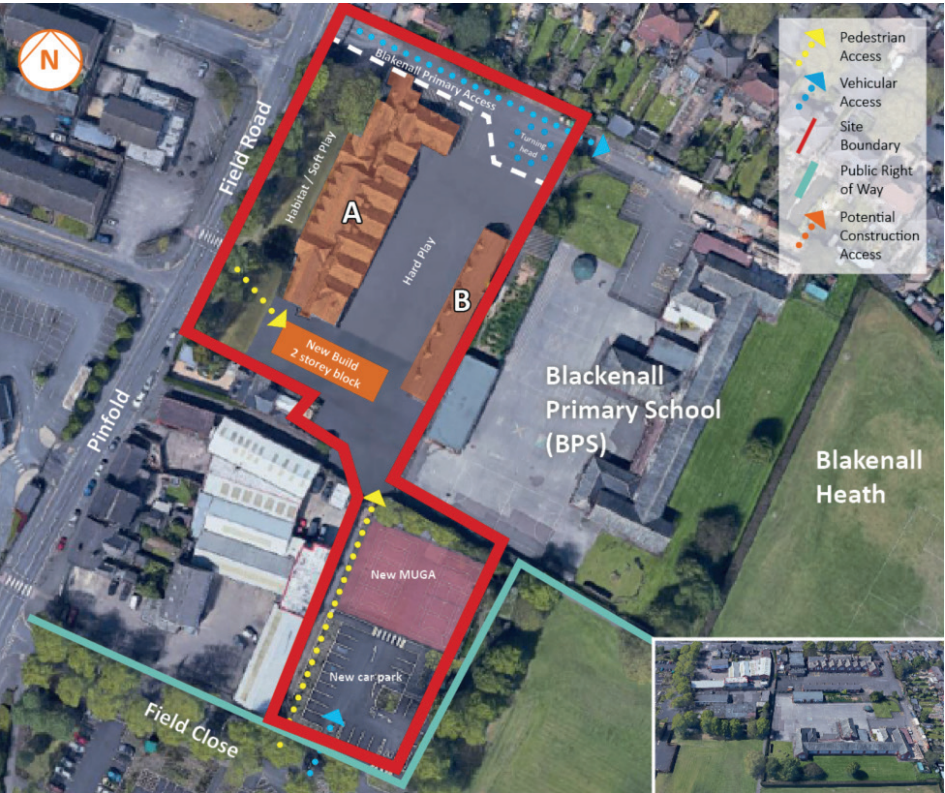 N
Pedestrian
Access
Vehicular
Access
Site
Boundary
Public Right
of Way
Potential
Construction
Access
Blakenall Primary Access
Turning
head
Field Road
Habitat / Soft Play
A
Hard Play
B
New Build
2 storey block
Blackenall
Primary School
(BPS)
Blakenall
Heath
Pinfold
New MUGA
New car park
Field Close